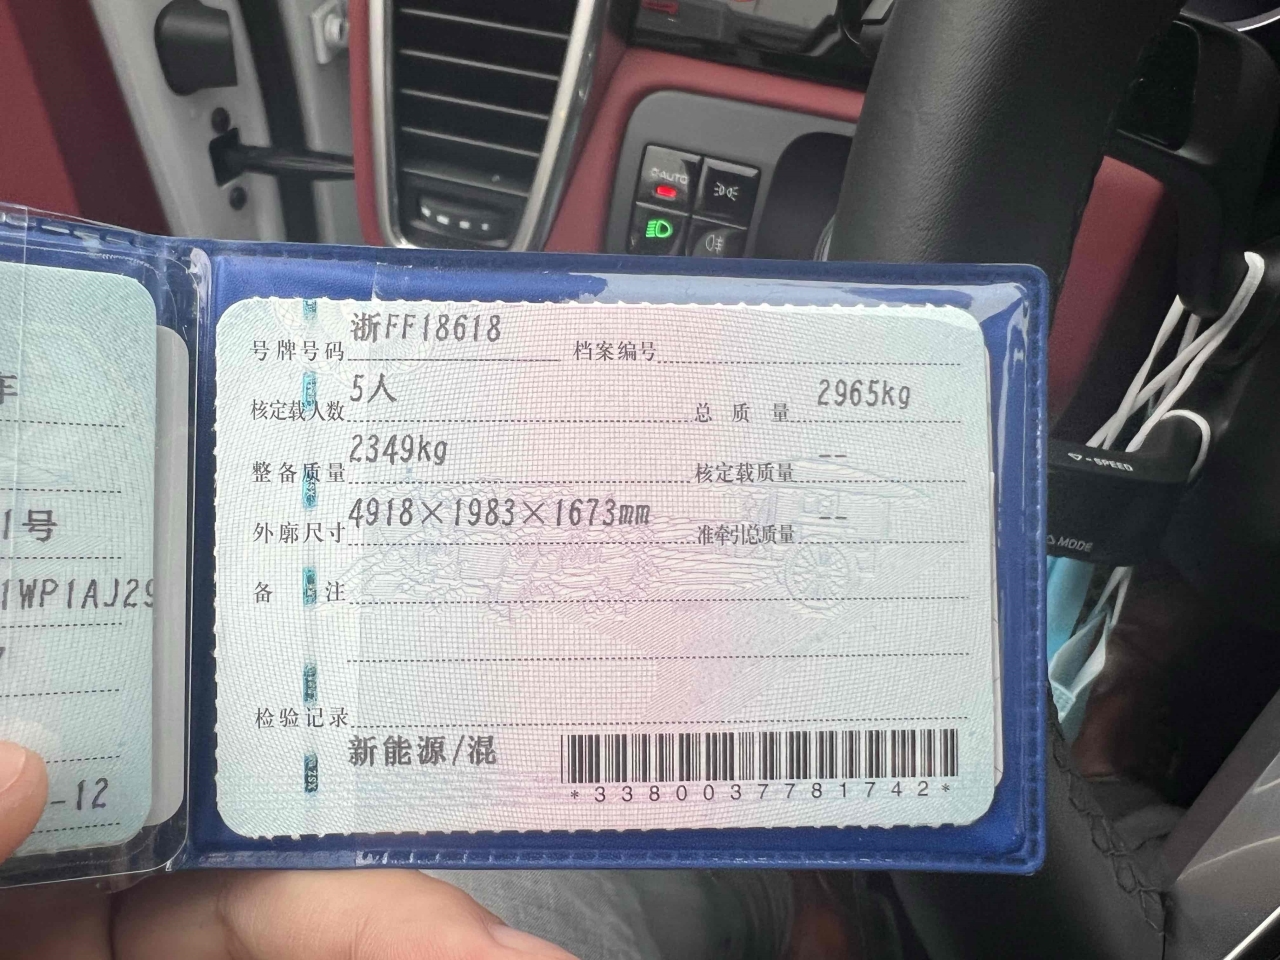 号牌号码 浙FF18618 档案编号
核定载人数 5人 总质量 2965kg
整备质量 2349kg 核定载质量 --
外廓尺寸 4918×1983×1673mm 准牵引总质量 --
备注
检验记录
新能源/混
*3380037781742*
车
1号
1WP1AJ29
-12
AUTO
- SPEED
MODE